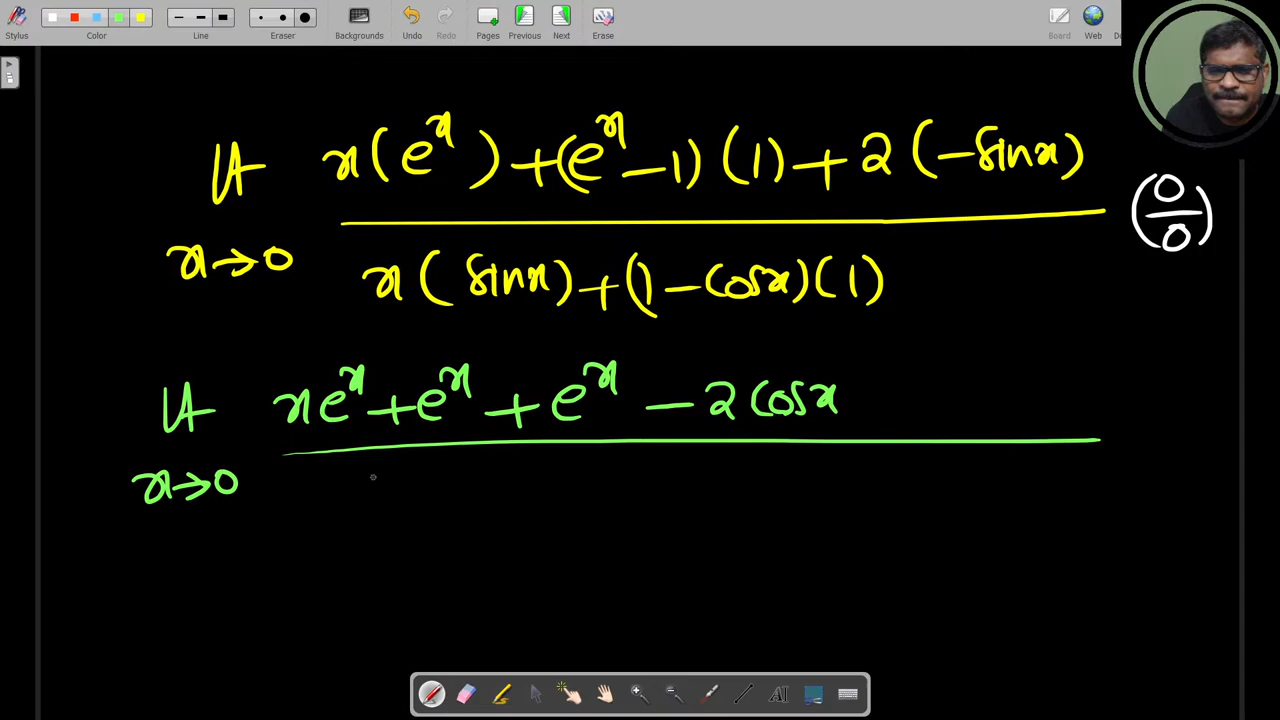 Stylus Color Line Eraser Backgrounds Undo Redo Pages Previous Next Erase Board Web
lt x(e^x) + (e^x - 1)(1) + 2(-sinx)
x→0 x(sinx) + (1 - cosx)(1)
(0/0)
lt xe^x + e^x + e^x - 2cosx
x→0